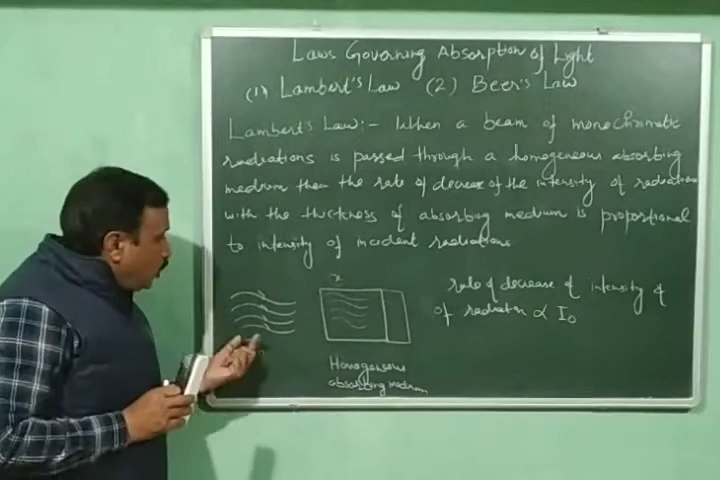 Laws Governing Absorption of Light
(1) Lambert's Law (2) Beer's Law
Lambert's Law:- When a beam of monochromatic
radiations is passed through a homogeneous absorbing
medium then the rate of decrease of the intensity of radiations
with the thickness of absorbing medium is proportional
to intensity of incident radiations
x
rate of decrease of intensity of
of radiation ∝ I₀
Homogeneous
absorbing medium